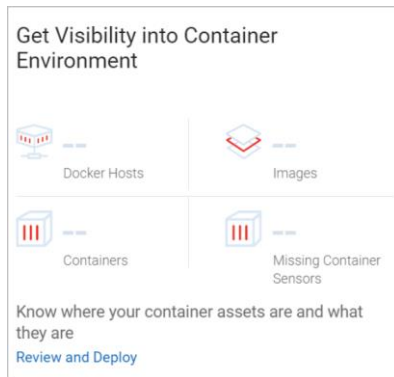 Get Visibility into Container
Environment
--
Docker Hosts
--
Images
--
Containers
--
Missing Container
Sensors
Know where your container assets are and what
they are
Review and Deploy